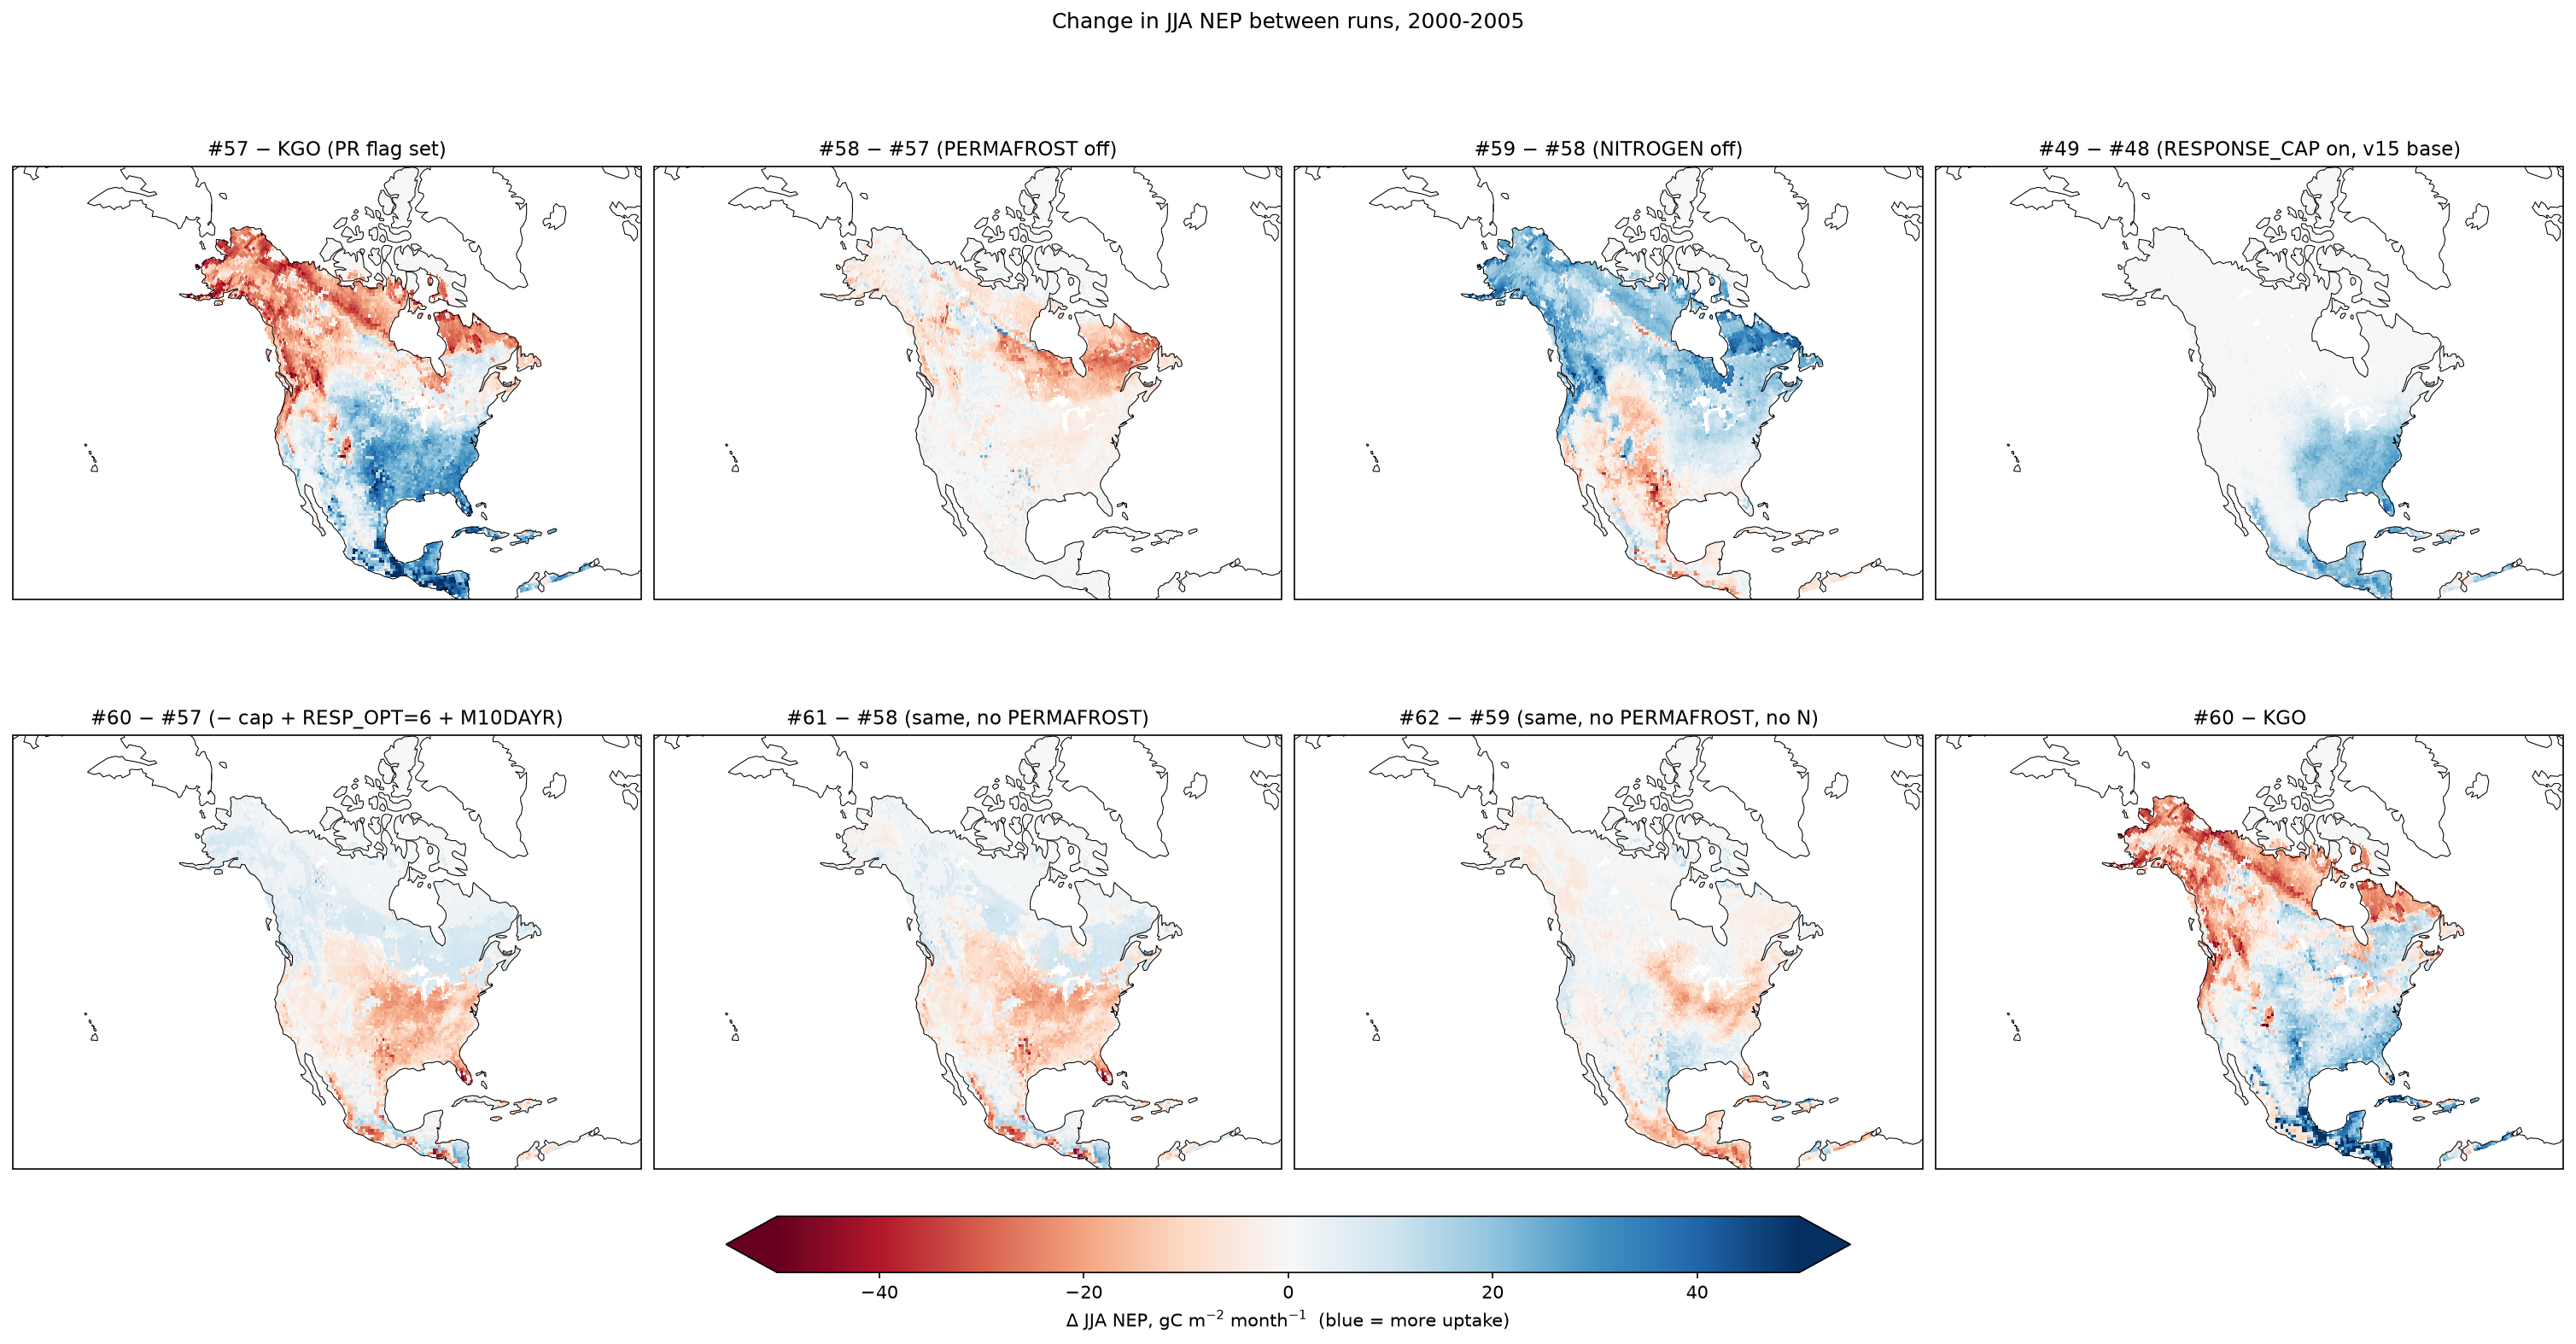 Change in JJA NEP between runs, 2000-2005
#57 − KGO (PR flag set)
#58 − #57 (PERMAFROST off)
#59 − #58 (NITROGEN off)
#49 − #48 (RESPONSE_CAP on, v15 base)
#60 − #57 (− cap + RESP_OPT=6 + M10DAYR)
#61 − #58 (same, no PERMAFROST)
#62 − #59 (same, no PERMAFROST, no N)
#60 − KGO
−40 −20 0 20 40
Δ JJA NEP, gC m⁻² month⁻¹ (blue = more uptake)